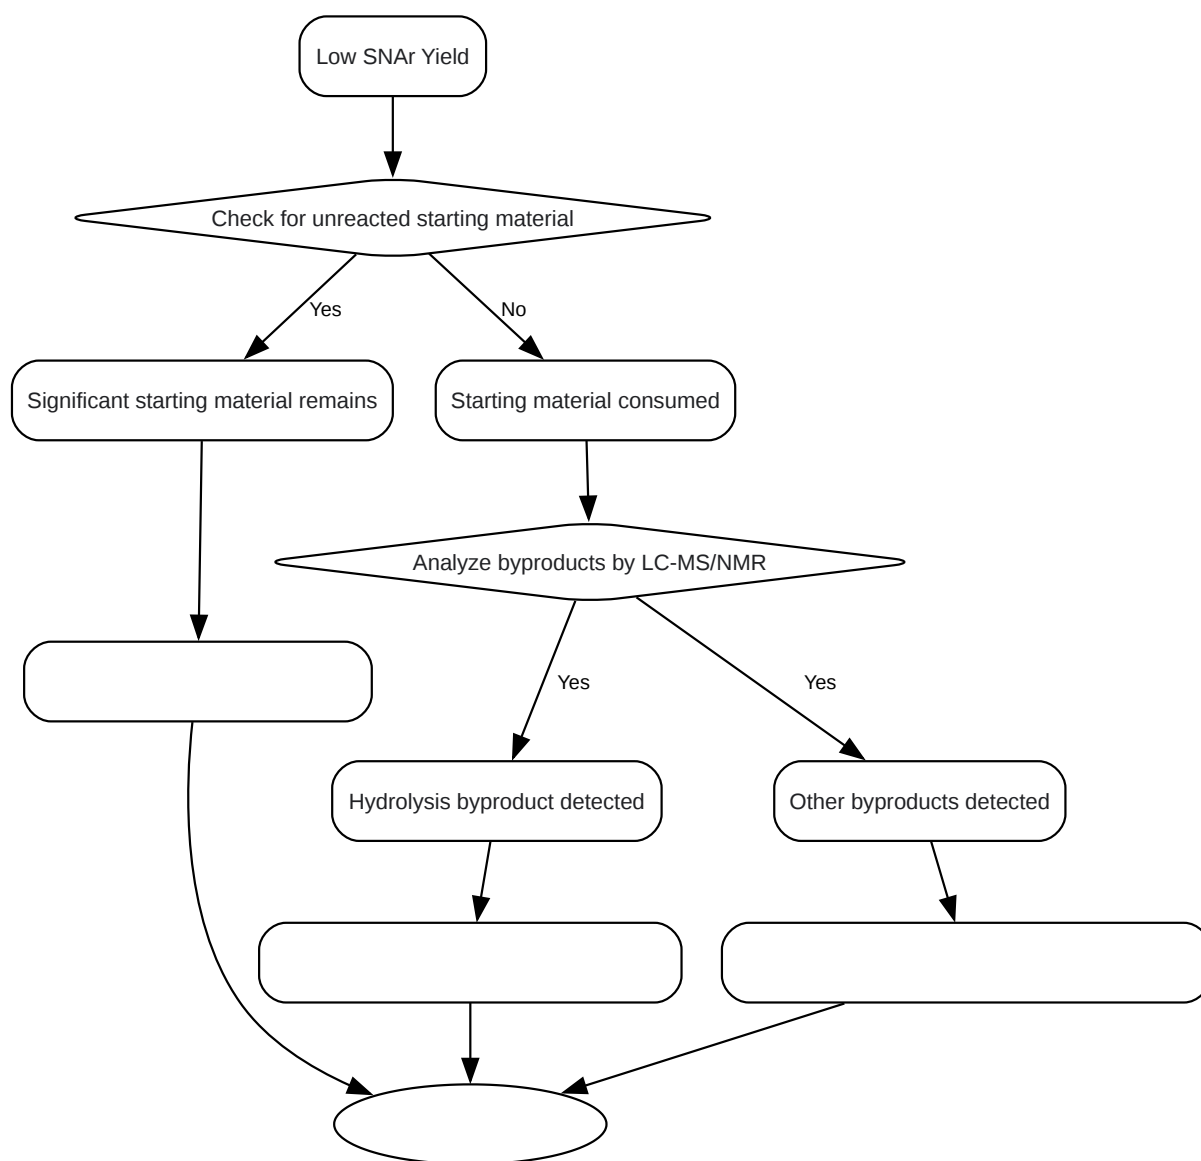 Low SNAr Yield
Check for unreacted starting material
Yes
No
Significant starting material remains
Starting material consumed
Analyze byproducts by LC-MS/NMR
Yes
Yes
Hydrolysis byproduct detected
Other byproducts detected